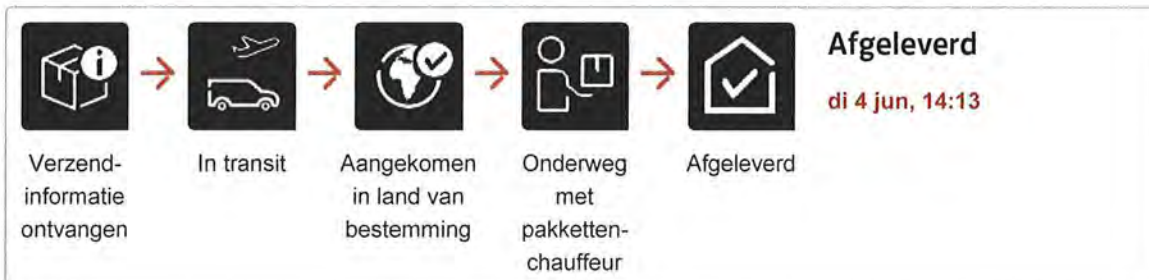 Afgeleverd
di 4 jun, 14:13
Verzend-
informatie
ontvangen
In transit
Aangekomen
in land van
bestemming
Onderweg
met
pakketten-
chauffeur
Afgeleverd